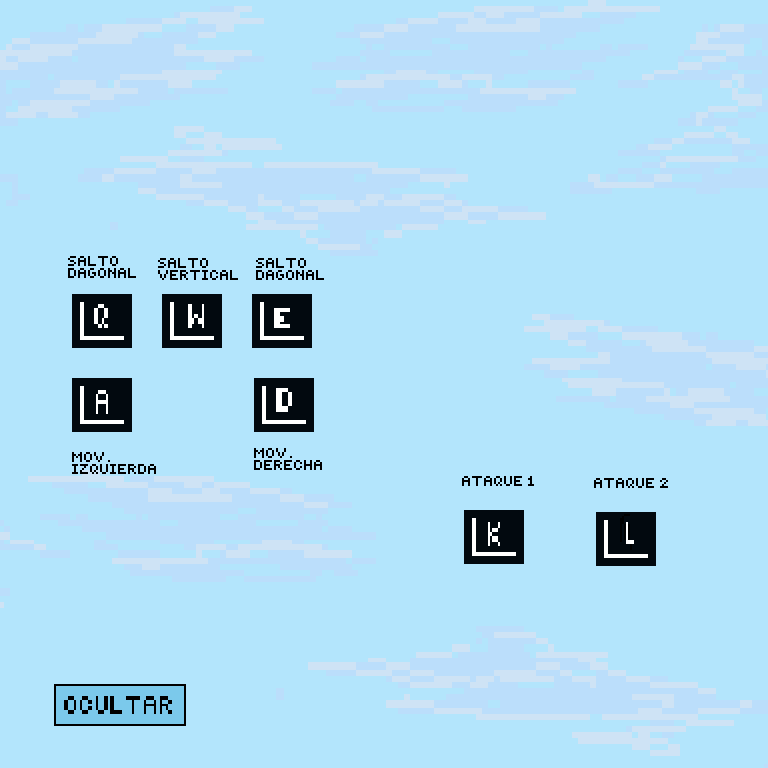 SALTO
DAGONAL
SALTO
VERTICAL
SALTO
DAGONAL
Q
W
E
A
D
MOV.
IZQUIERDA
MOV.
DERECHA
ATAQUE 1
ATAQUE 2
K
L
OCULTAR